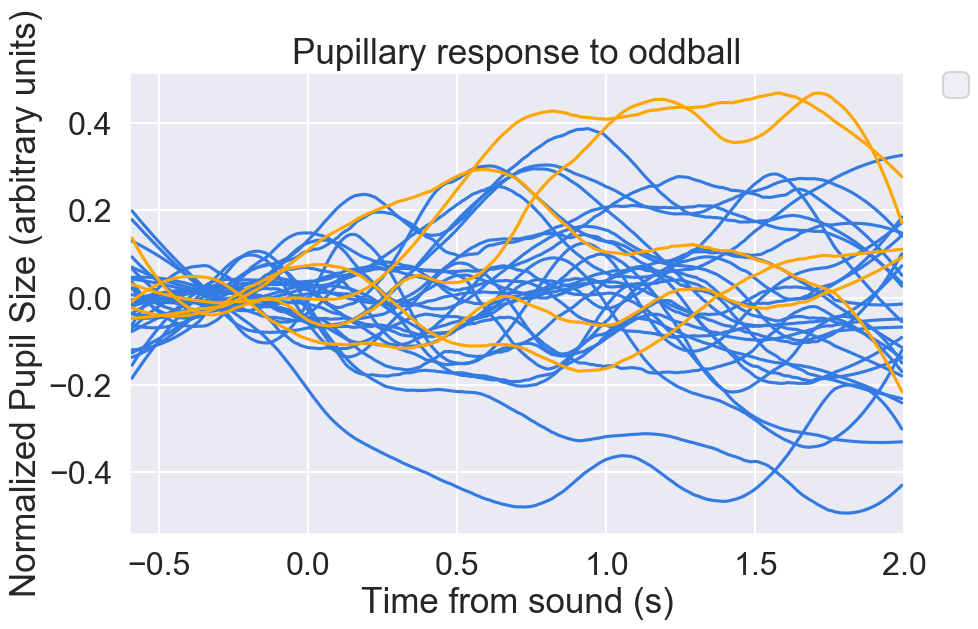 Pupillary response to oddball
Normalized Pupil Size (arbitrary units)
0.4
0.2
0.0
−0.2
−0.4
−0.5 0.0 0.5 1.0 1.5 2.0
Time from sound (s)